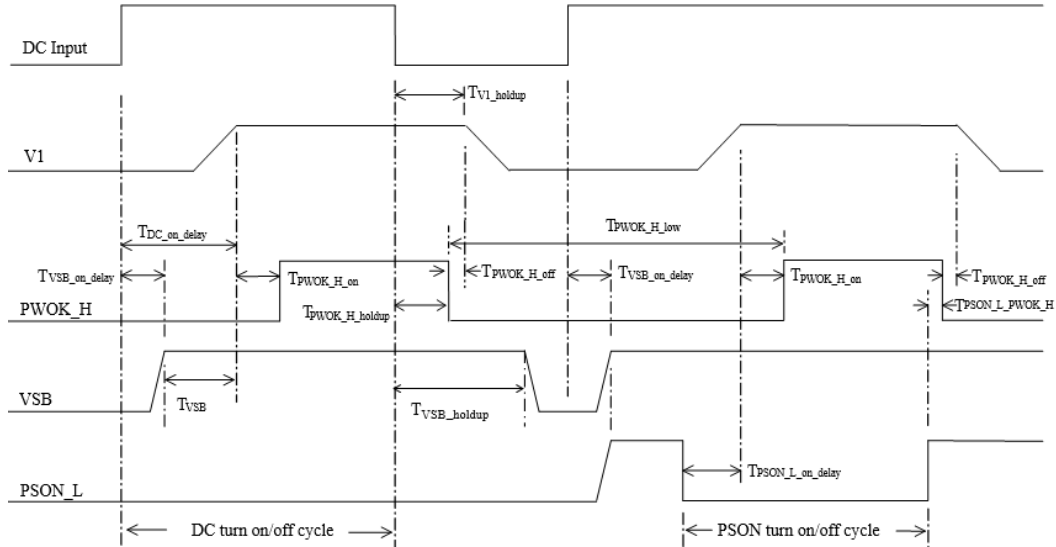 DC Input
TV1_holdup
V1
TDC_on_delay
TPWOK_H_low
TVSB_on_delay
TPWOK_H_on
TPWOK_H_off
TVSB_on_delay
TPWOK_H_on
TPWOK_H_off
PWOK_H
TPWOK_H_holdup
TPSON_L_PWOK_H
VSB
TVSB
TVSB_holdup
TPSON_L_on_delay
PSON_L
DC turn on/off cycle
PSON turn on/off cycle